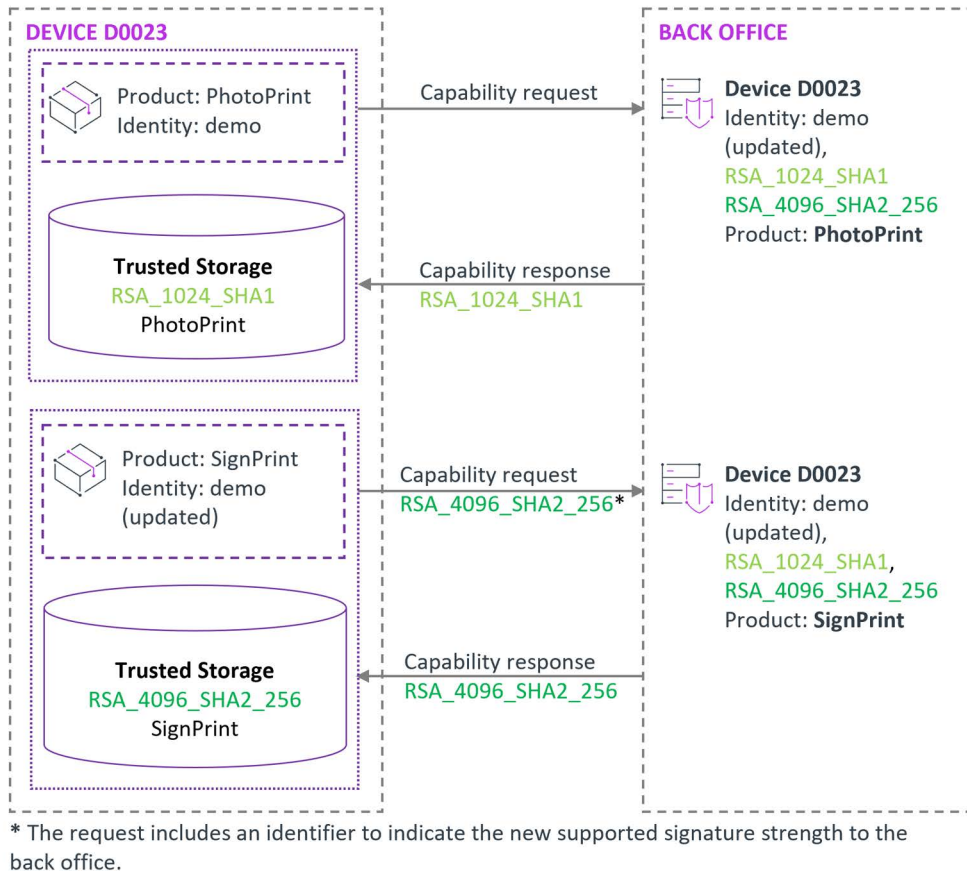 DEVICE D0023
Product: PhotoPrint
Identity: demo
Trusted Storage
RSA_1024_SHA1
PhotoPrint
Capability request
Capability response
RSA_1024_SHA1
BACK OFFICE
Device D0023
Identity: demo
(updated),
RSA_1024_SHA1
RSA_4096_SHA2_256
Product: PhotoPrint
Product: SignPrint
Identity: demo
(updated)
Trusted Storage
RSA_4096_SHA2_256
SignPrint
Capability request
RSA_4096_SHA2_256*
Capability response
RSA_4096_SHA2_256
Device D0023
Identity: demo
(updated),
RSA_1024_SHA1,
RSA_4096_SHA2_256
Product: SignPrint
* The request includes an identifier to indicate the new supported signature strength to the
back office.